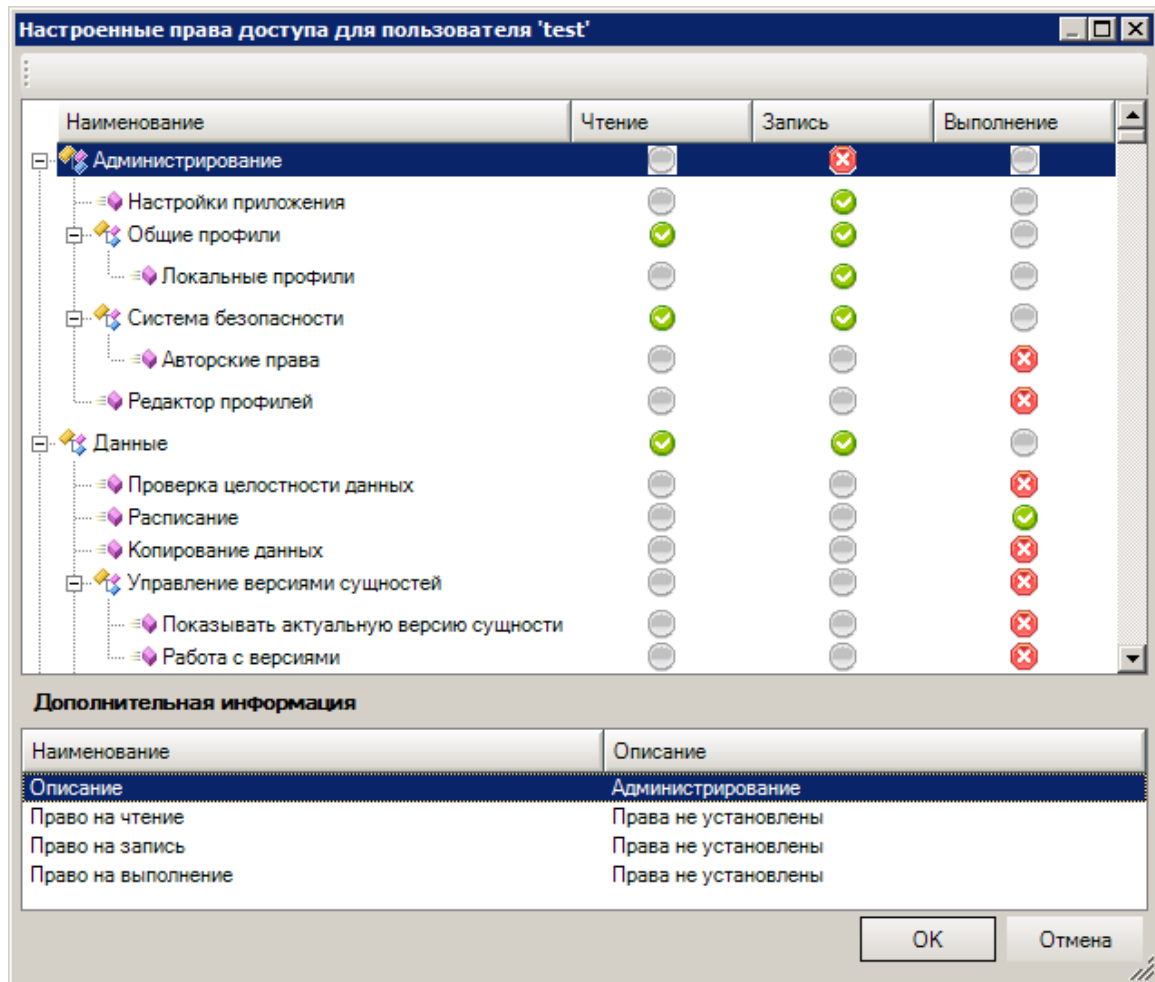 Настроенные права доступа для пользователя 'test'
Наименование Чтение Запись Выполнение
Администрирование
Настройки приложения
Общие профили
Локальные профили
Система безопасности
Авторские права
Редактор профилей
Данные
Проверка целостности данных
Расписание
Копирование данных
Управление версиями сущностей
Показывать актуальную версию сущности
Работа с версиями
Дополнительная информация
Наименование Описание
Описание Администрирование
Право на чтение Права не установлены
Право на запись Права не установлены
Право на выполнение Права не установлены
OK Отмена